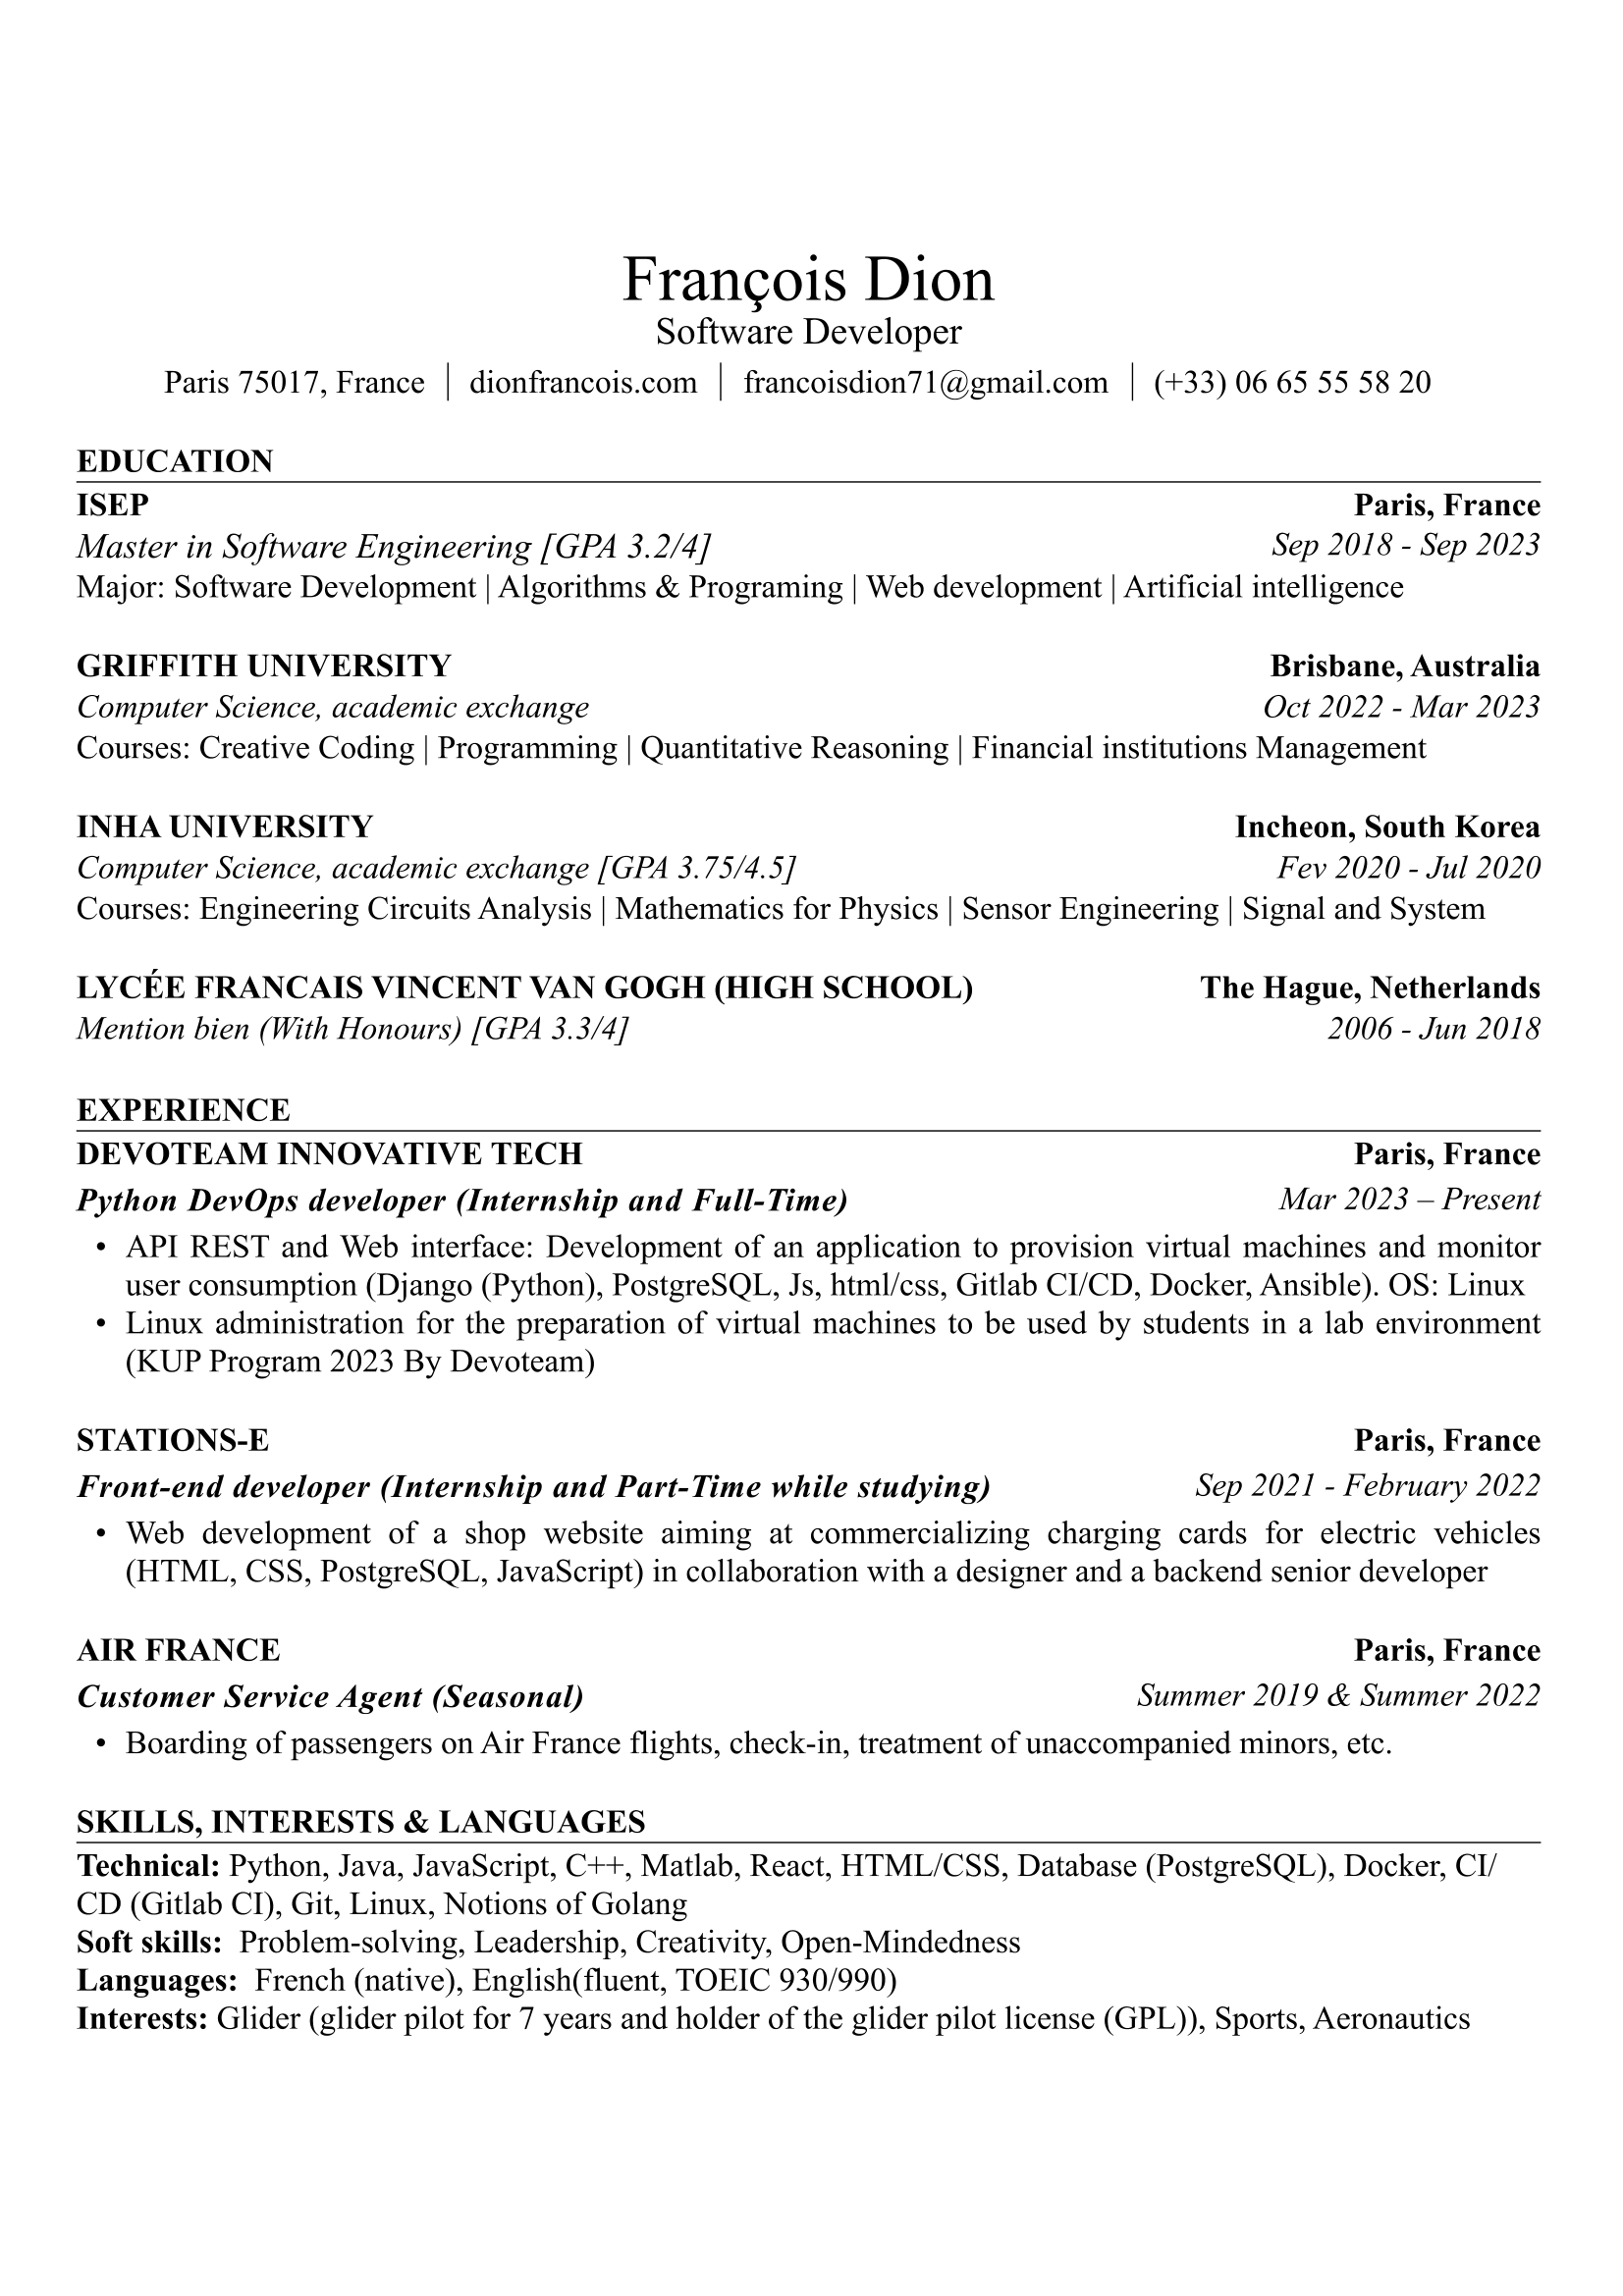 François Dion
Software Developer
Paris 75017, France | dionfrancois.com | francoisdion71@gmail.com | (+33) 06 65 55 58 20
EDUCATION
ISEP Paris, France
Master in Software Engineering [GPA 3.2/4] Sep 2018 - Sep 2023
Major: Software Development | Algorithms & Programing | Web development | Artificial intelligence
GRIFFITH UNIVERSITY Brisbane, Australia
Computer Science, academic exchange Oct 2022 - Mar 2023
Courses: Creative Coding | Programming | Quantitative Reasoning | Financial institutions Management
INHA UNIVERSITY Incheon, South Korea
Computer Science, academic exchange [GPA 3.75/4.5] Fev 2020 - Jul 2020
Courses: Engineering Circuits Analysis | Mathematics for Physics | Sensor Engineering | Signal and System
LYCÉE FRANCAIS VINCENT VAN GOGH (HIGH SCHOOL) The Hague, Netherlands
Mention bien (With Honours) [GPA 3.3/4] 2006 - Jun 2018
EXPERIENCE
DEVOTEAM INNOVATIVE TECH Paris, France
Python DevOps developer (Internship and Full-Time) Mar 2023 – Present
• API REST and Web interface: Development of an application to provision virtual machines and monitor
user consumption (Django (Python), PostgreSQL, Js, html/css, Gitlab CI/CD, Docker, Ansible). OS: Linux
• Linux administration for the preparation of virtual machines to be used by students in a lab environment
(KUP Program 2023 By Devoteam)
STATIONS-E Paris, France
Front-end developer (Internship and Part-Time while studying) Sep 2021 - February 2022
• Web development of a shop website aiming at commercializing charging cards for electric vehicles
(HTML, CSS, PostgreSQL, JavaScript) in collaboration with a designer and a backend senior developer
AIR FRANCE Paris, France
Customer Service Agent (Seasonal) Summer 2019 & Summer 2022
• Boarding of passengers on Air France flights, check-in, treatment of unaccompanied minors, etc.
SKILLS, INTERESTS & LANGUAGES
Technical: Python, Java, JavaScript, C++, Matlab, React, HTML/CSS, Database (PostgreSQL), Docker, CI/
CD (Gitlab CI), Git, Linux, Notions of Golang
Soft skills: Problem-solving, Leadership, Creativity, Open-Mindedness
Languages: French (native), English(fluent, TOEIC 930/990)
Interests: Glider (glider pilot for 7 years and holder of the glider pilot license (GPL)), Sports, Aeronautics